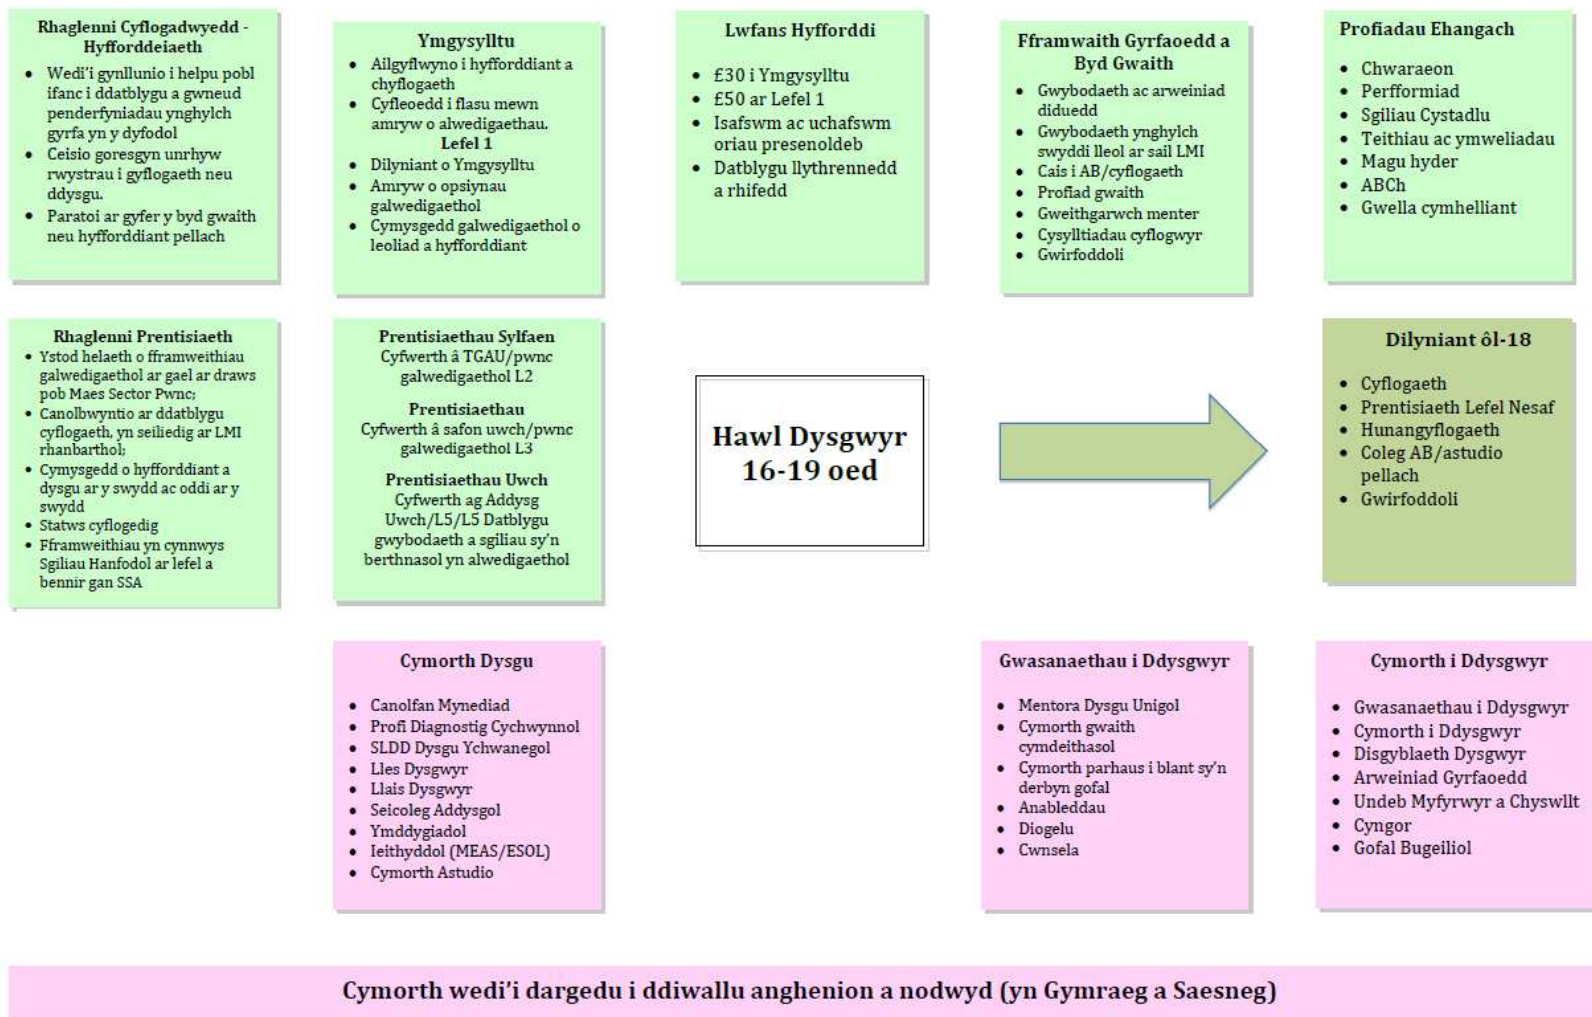 Rhaglenni Cyflogadwyedd -
Hyfforddeiaeth
• Wedi'i gynllunio i helpu pobl
ifanc i ddatblygu a gwneud
penderfyniadau ynghylch
gyrfa yn y dyfodol
• Ceisio goresgyn unrhyw
rwystrau i gyflogaeth neu
ddysgu.
• Paratoi ar gyfer y byd gwaith
neu hyfforddiant pellach
Ymgysylltu
• Ailgyflwyno i hyfforddiant a
chyflogaeth
• Cyfleoedd i flasu mewn
amryw o alwedigaethau.
Lefel 1
• Dilyniant o Ymgysylltu
• Amryw o opsiynau
galwedigaethol
• Cymysgedd galwedigaethol o
leoliad a hyfforddiant
Lwfans Hyfforddi
• £30 i Ymgysylltu
• £50 ar Lefel 1
• Isafswm ac uchafswm
oriau presenoldeb
• Datblygu llythrennedd
a rhifedd
Fframwaith Gyrfaoedd a
Byd Gwaith
• Gwybodaeth ac arweiniad
diduedd
• Gwybodaeth ynghylch
swyddi lleol ar sail LMI
• Cais i AB/cyflogaeth
• Profiad gwaith
• Gweithgarwch menter
• Cysylltiadau cyflogwyr
• Gwirfoddoli
Profiadau Ehangach
• Chwaraeon
• Perfformiad
• Sgiliau Cystadlu
• Teithiau ac ymweliadau
• Magu hyder
• ABCh
• Gwella cymhelliant
Rhaglenni Prentisiaeth
• Ystod helaeth o fframweithiau
galwedigaethol ar gael ar draws
pob Maes Sector Pwnc;
• Canolbwyntio ar ddatblygu
cyflogaeth, yn seiliedig ar LMI
rhanbarthol;
• Cymysgedd o hyfforddiant a
dysgu ar y swydd ac oddi ar y
swydd
• Statws cyflogedig
• Fframweithiau yn cynnwys
Sgiliau Hanfodol ar lefel a
bennir gan SSA
Prentisiaethau Sylfaen
Cyfwerth â TGAU/pwnc
galwedigaethol L2
Prentisiaethau
Cyfwerth â safon uwch/pwnc
galwedigaethol L3
Prentisiaethau Uwch
Cyfwerth ag Addysg
Uwch/L5/L5 Datblygu
gwybodaeth a sgiliau sy'n
berthnasol yn alwedigaethol
Hawl Dysgwyr
16-19 oed
Dilyniant ôl-18
• Cyflogaeth
• Prentisiaeth Lefel Nesaf
• Hunangyflogaeth
• Coleg AB/astudio
pellach
• Gwirfoddoli
Cymorth Dysgu
• Canolfan Mynediad
• Profi Diagnostig Cychwynnol
• SLDD Dysgu Ychwanegol
• Lles Dysgwyr
• Llais Dysgwyr
• Seicoleg Addysgol
• Ymddygiadol
• Ieithyddol (MEAS/ESOL)
• Cymorth Astudio
Gwasanaethau i Ddysgwyr
• Mentora Dysgu Unigol
• Cymorth gwaith
cymdeithasol
• Cymorth parhaus i blant sy'n
derbyn gofal
• Anableddau
• Diogelu
• Cwnsela
Cymorth i Ddysgwyr
• Gwasanaethau i Ddysgwyr
• Cymorth i Ddysgwyr
• Disgyblaeth Dysgwyr
• Arweiniad Gyrfaoedd
• Undeb Myfyrwyr a Chyswllt
• Cyngor
• Gofal Bugeiliol
Cymorth wedi'i dargedu i ddiwallu anghenion a nodwyd (yn Gymraeg a Saesneg)